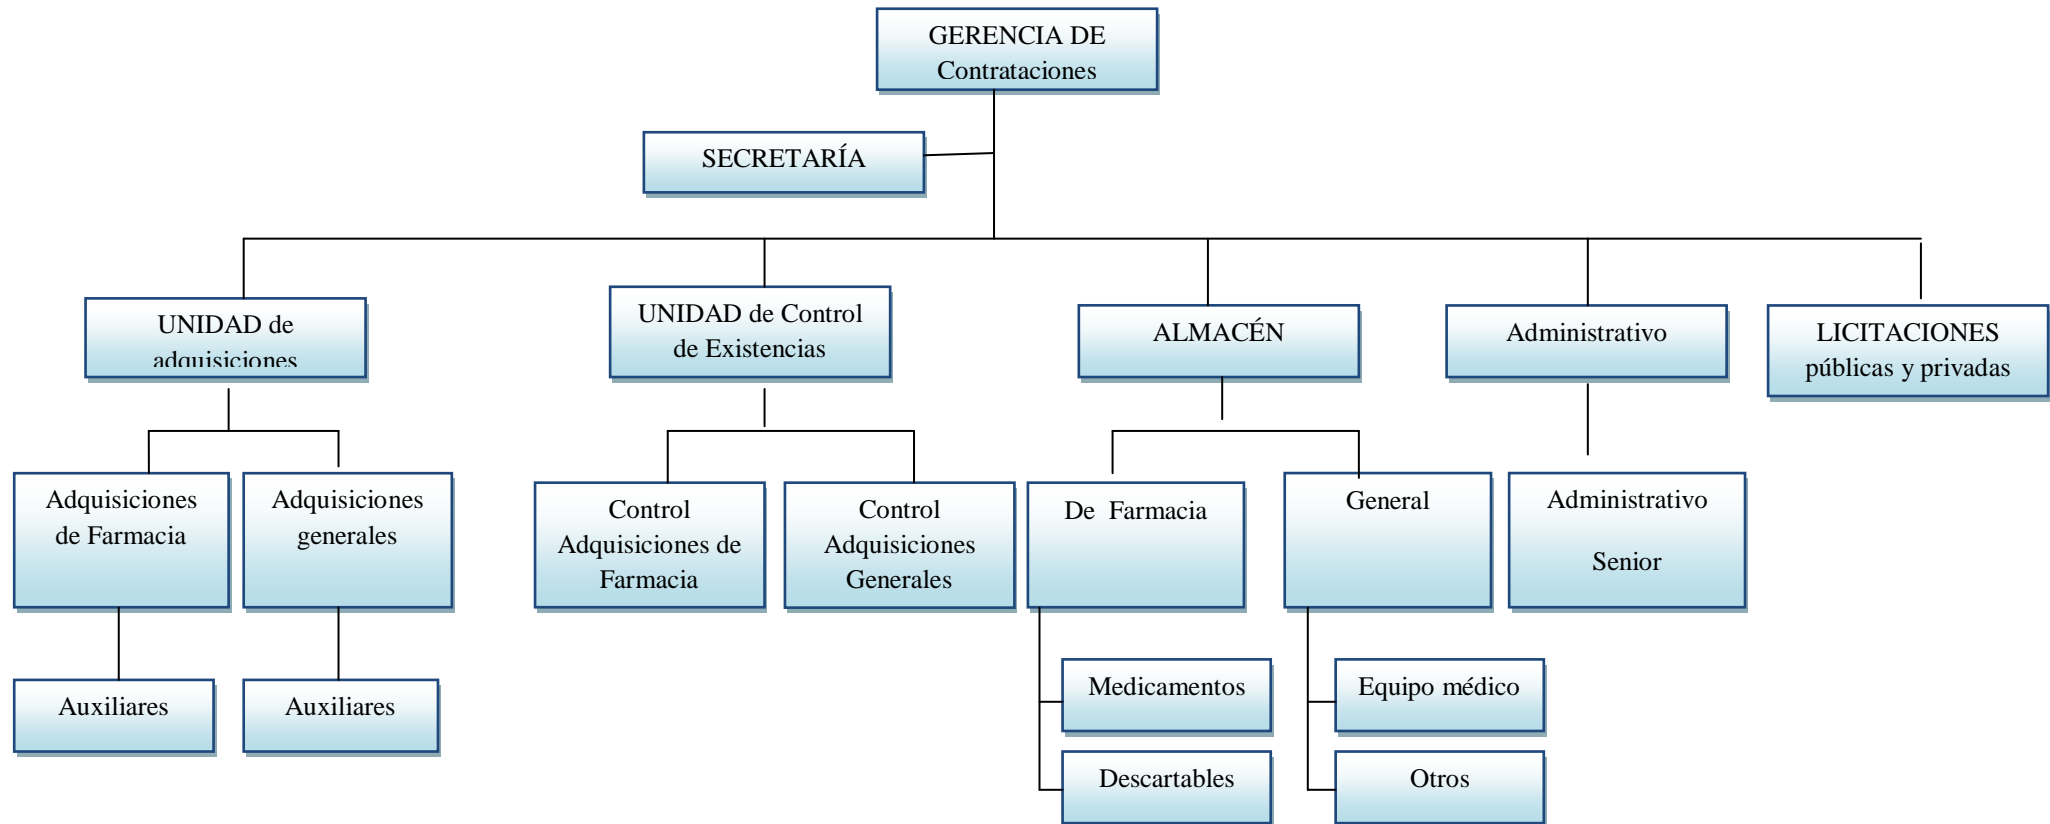 GERENCIA DE
Contrataciones
SECRETARÍA
UNIDAD de
adquisiciones
UNIDAD de Control
de Existencias
ALMACÉN
Administrativo
LICITACIONES
públicas y privadas
Adquisiciones
de Farmacia
Adquisiciones
generales
Control
Adquisiciones de
Farmacia
Control
Adquisiciones
Generales
De Farmacia
General
Administrativo
Senior
Auxiliares
Auxiliares
Medicamentos
Equipo médico
Descartables
Otros